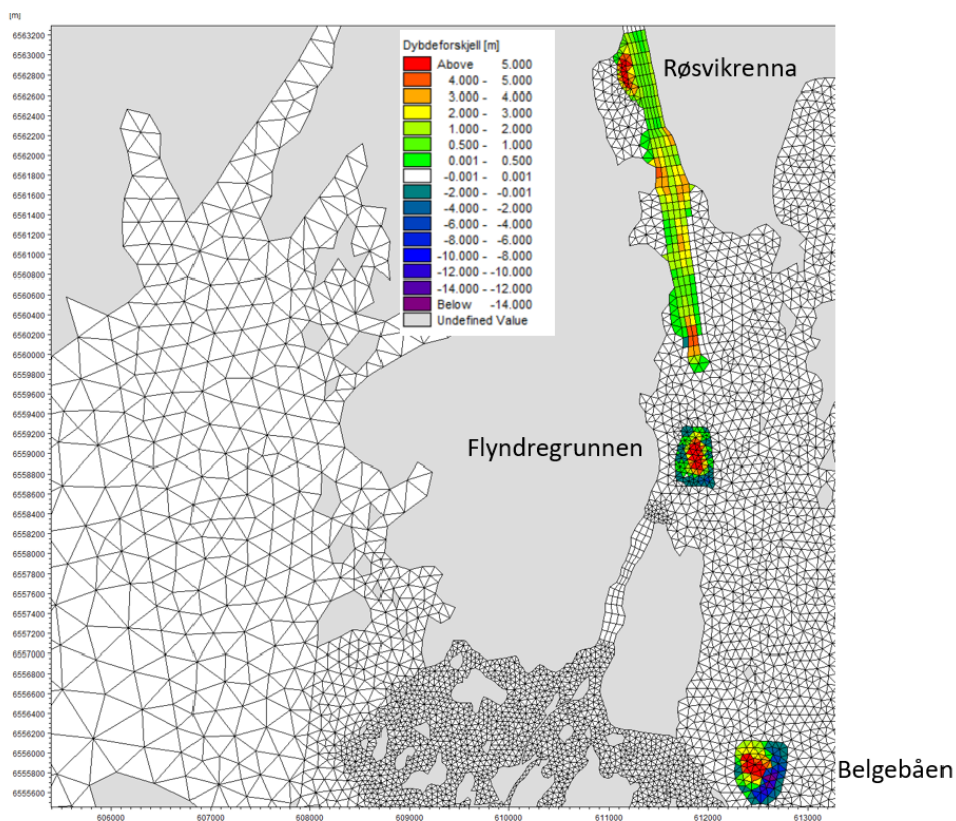 [m]
6563200
6563000
6562800
6562600
6562400
6562200
6562000
6561800
6561600
6561400
6561200
6561000
6560800
6560600
6560400
6560200
6560000
6559800
6559600
6559400
6559200
6559000
6558800
6558600
6558400
6558200
6558000
6557800
6557600
6557400
6557200
6557000
6556800
6556600
6556400
6556200
6556000
6555800
6555600
Dybdeforskjell [m]
Above 5.000
4.000 - 5.000
3.000 - 4.000
2.000 - 3.000
1.000 - 2.000
0.500 - 1.000
0.001 - 0.500
-0.001 - 0.001
-2.000 - -0.001
-4.000 - -2.000
-6.000 - -4.000
-8.000 - -6.000
-10.000 - -8.000
-12.000 - -10.000
-14.000 - -12.000
Below -14.000
Undefined Value
Røsvikrenna
Flyndregrunnen
Belgebåen
606000 607000 608000 609000 610000 611000 612000 613000